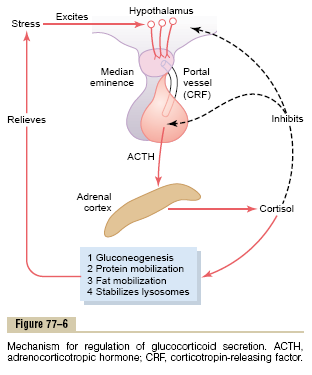 Hypothalamus
Excites
Stress
Median
eminence
Portal
vessel
(CRF)
Relieves
Inhibits
ACTH
Adrenal
cortex
Cortisol
1 Gluconeogenesis
2 Protein mobilization
3 Fat mobilization
4 Stabilizes lysosomes
Figure 77–6
Mechanism for regulation of glucocorticoid secretion. ACTH,
adrenocorticotropic hormone; CRF, corticotropin-releasing factor.